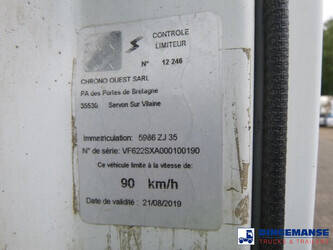 CONTROLE
LIMITEUR
N° 12 246
CHRONO OUEST SARL
PA des Portes de Bretagne
35530 Servon Sur Vilaine
Immatriculation: 5986 ZJ 35
N° de série: VF622SXA000100190
Ce véhicule limité à la vitesse de:
90 km/h
Date de validité : 21/08/2019
BIMMEMANSE
TRUCKS & TRAILERS